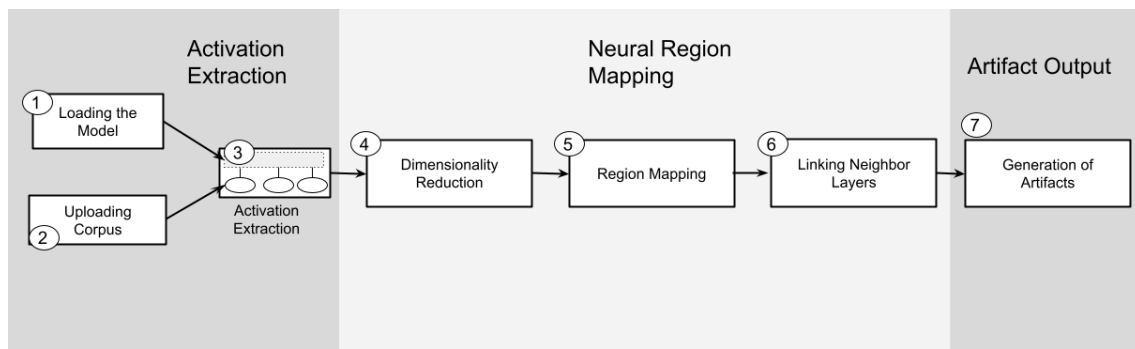 Activation
Extraction
Neural Region
Mapping
Artifact Output
1
Loading the
Model
2
Uploading
Corpus
3
Activation
Extraction
4
Dimensionality
Reduction
5
Region Mapping
6
Linking Neighbor
Layers
7
Generation of
Artifacts